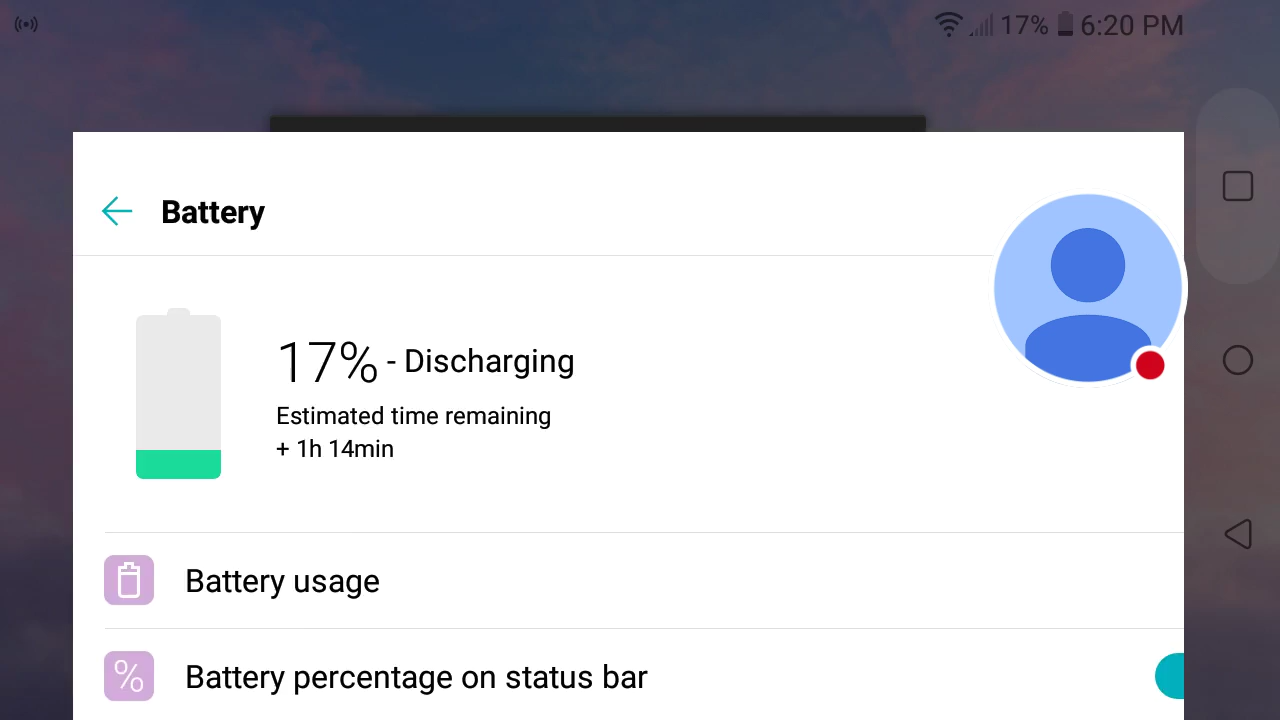 17% 6:20 PM
Battery
17% - Discharging
Estimated time remaining
+ 1h 14min
Battery usage
% Battery percentage on status bar